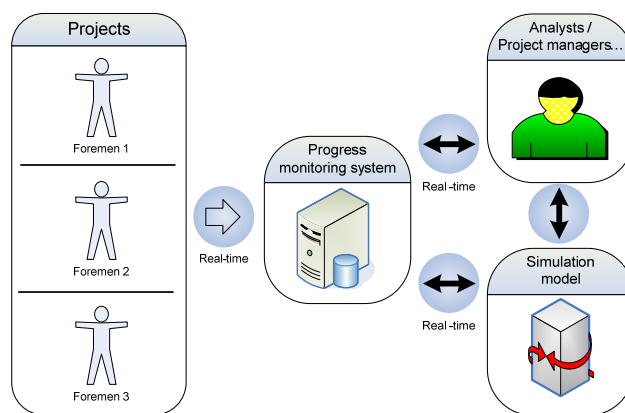 Projects
Foremen 1
Foremen 2
Foremen 3
Real-time
Progress
monitoring system
Real-time
Real-time
Analysts /
Project managers…
Simulation
model